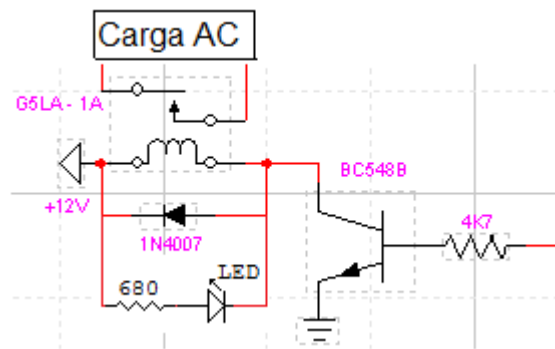 Carga AC
G5LA - 1A
BC548B
+12V
4K7
1N4007
LED
680